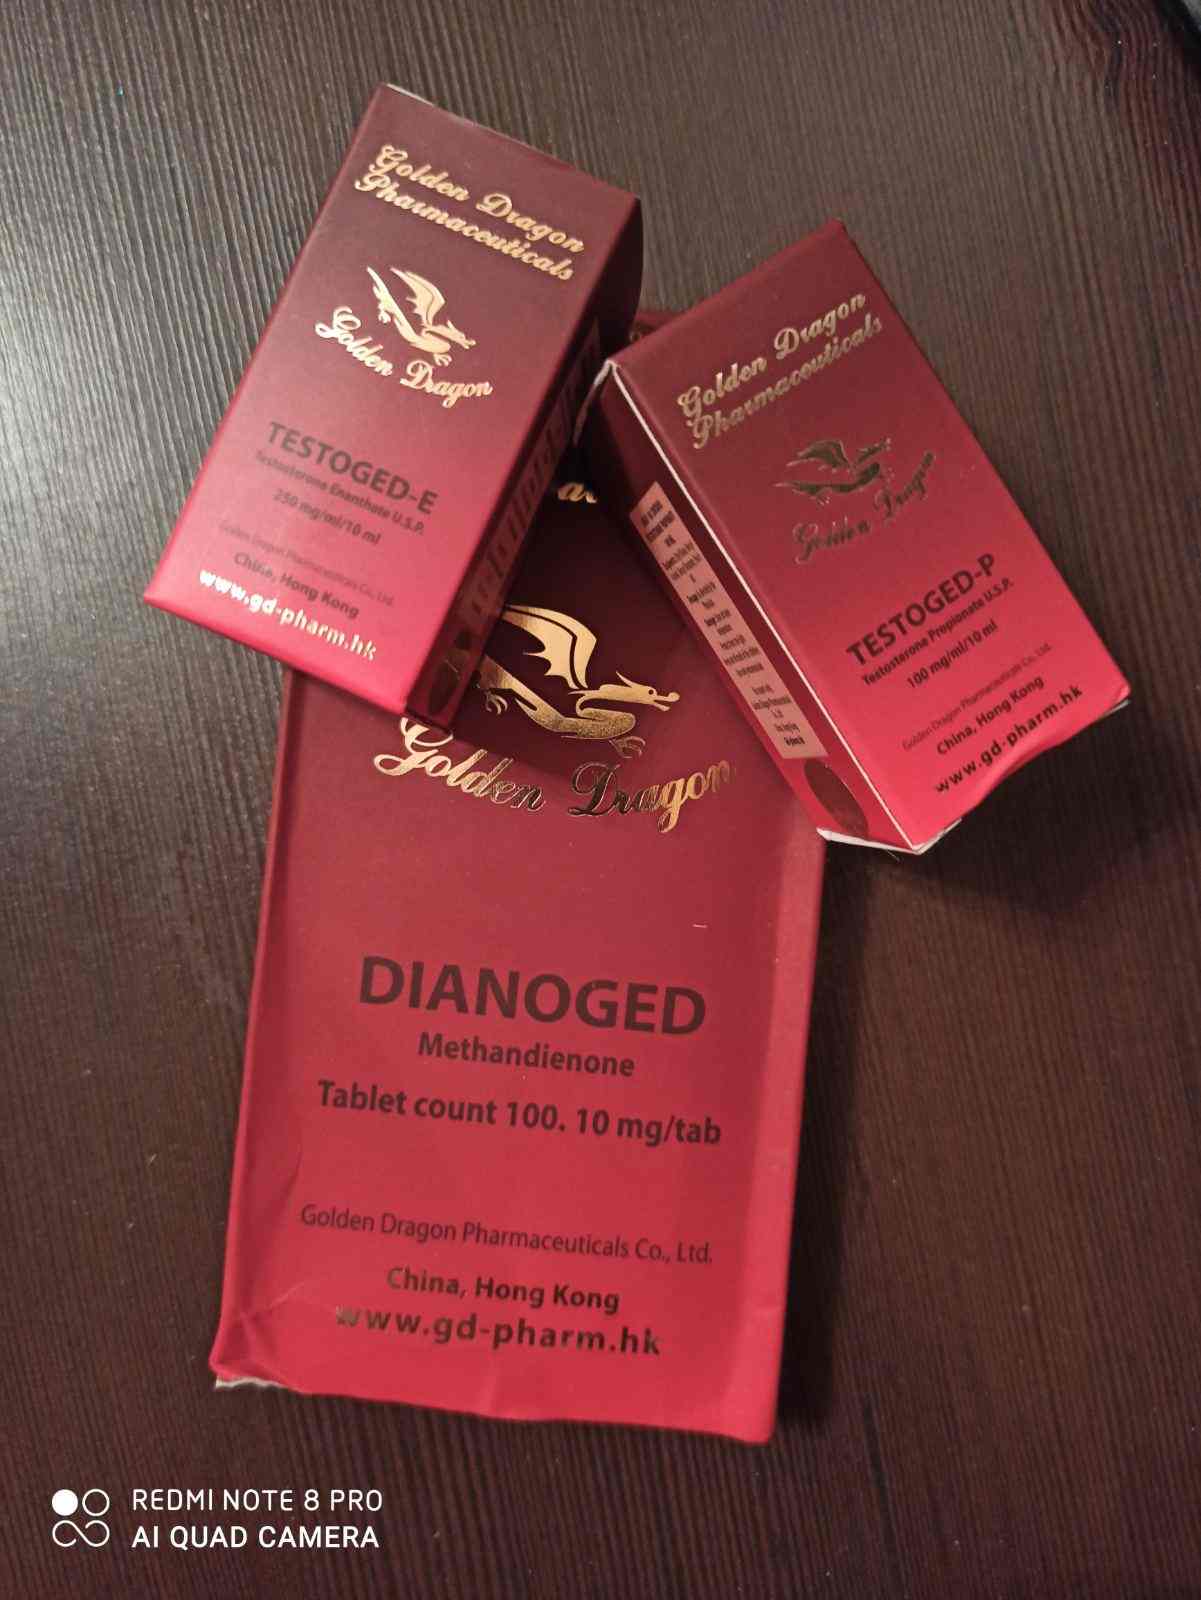 Golden Dragon
Pharmaceuticals
Golden Dragon
TESTOGED-E
Testosterone Enanthate U.S.P.
250 mg/ml/10 ml
Golden Dragon Pharmaceuticals Co., Ltd.
China, Hong Kong
www.gd-pharm.hk
Golden Dragon
Pharmaceuticals
Golden Dragon
TESTOGED-P
Testosterone Propionate U.S.P.
100 mg/ml/10 ml
Golden Dragon Pharmaceuticals Co., Ltd.
China, Hong Kong
www.gd-pharm.hk
Golden Dragon
DIANOGED
Methandienone
Tablet count 100. 10 mg/tab
Golden Dragon Pharmaceuticals Co., Ltd.
China, Hong Kong
www.gd-pharm.hk
REDMI NOTE 8 PRO
AI QUAD CAMERA